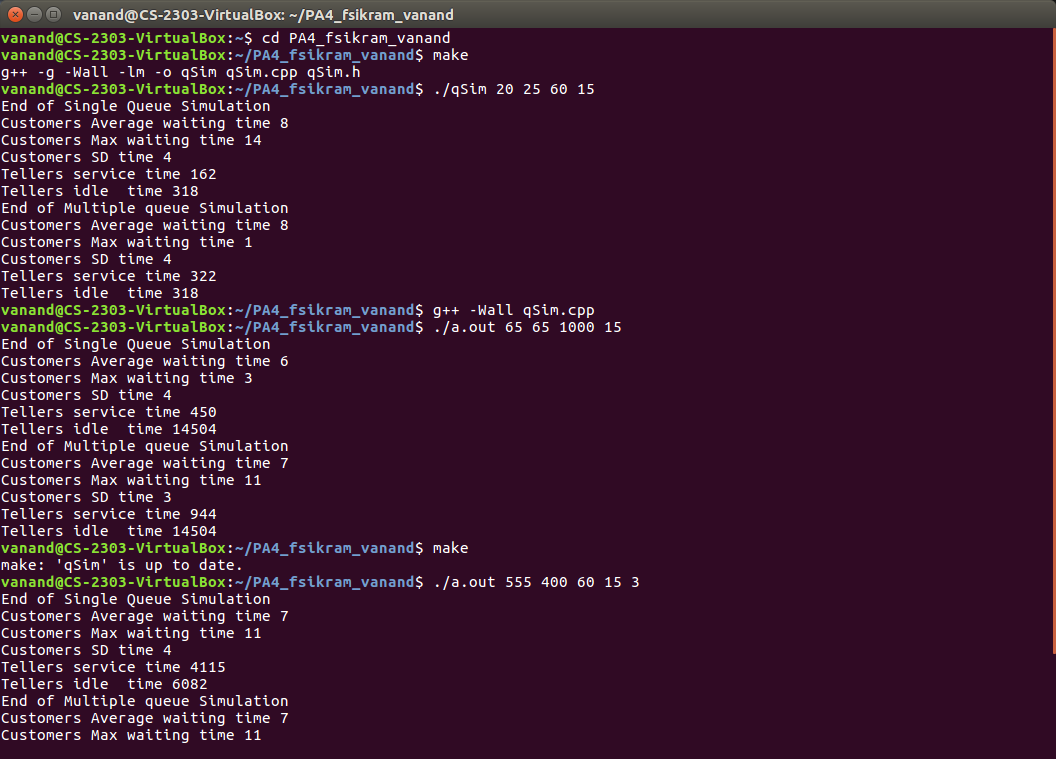 vanand@CS-2303-VirtualBox: ~/PA4_fsikram_vanand
vanand@CS-2303-VirtualBox:~$ cd PA4_fsikram_vanand
vanand@CS-2303-VirtualBox:~/PA4_fsikram_vanand$ make
g++ -g -Wall -lm -o qSim qSim.cpp qSim.h
vanand@CS-2303-VirtualBox:~/PA4_fsikram_vanand$ ./qSim 20 25 60 15
End of Single Queue Simulation
Customers Average waiting time 8
Customers Max waiting time 14
Customers SD time 4
Tellers service time 162
Tellers idle  time 318
End of Multiple queue Simulation
Customers Average waiting time 8
Customers Max waiting time 1
Customers SD time 4
Tellers service time 322
Tellers idle  time 318
vanand@CS-2303-VirtualBox:~/PA4_fsikram_vanand$ g++ -Wall qSim.cpp
vanand@CS-2303-VirtualBox:~/PA4_fsikram_vanand$ ./a.out 65 65 1000 15
End of Single Queue Simulation
Customers Average waiting time 6
Customers Max waiting time 3
Customers SD time 4
Tellers service time 450
Tellers idle  time 14504
End of Multiple queue Simulation
Customers Average waiting time 7
Customers Max waiting time 11
Customers SD time 3
Tellers service time 944
Tellers idle  time 14504
vanand@CS-2303-VirtualBox:~/PA4_fsikram_vanand$ make
make: 'qSim' is up to date.
vanand@CS-2303-VirtualBox:~/PA4_fsikram_vanand$ ./a.out 555 400 60 15 3
End of Single Queue Simulation
Customers Average waiting time 7
Customers Max waiting time 11
Customers SD time 4
Tellers service time 4115
Tellers idle  time 6082
End of Multiple queue Simulation
Customers Average waiting time 7
Customers Max waiting time 11